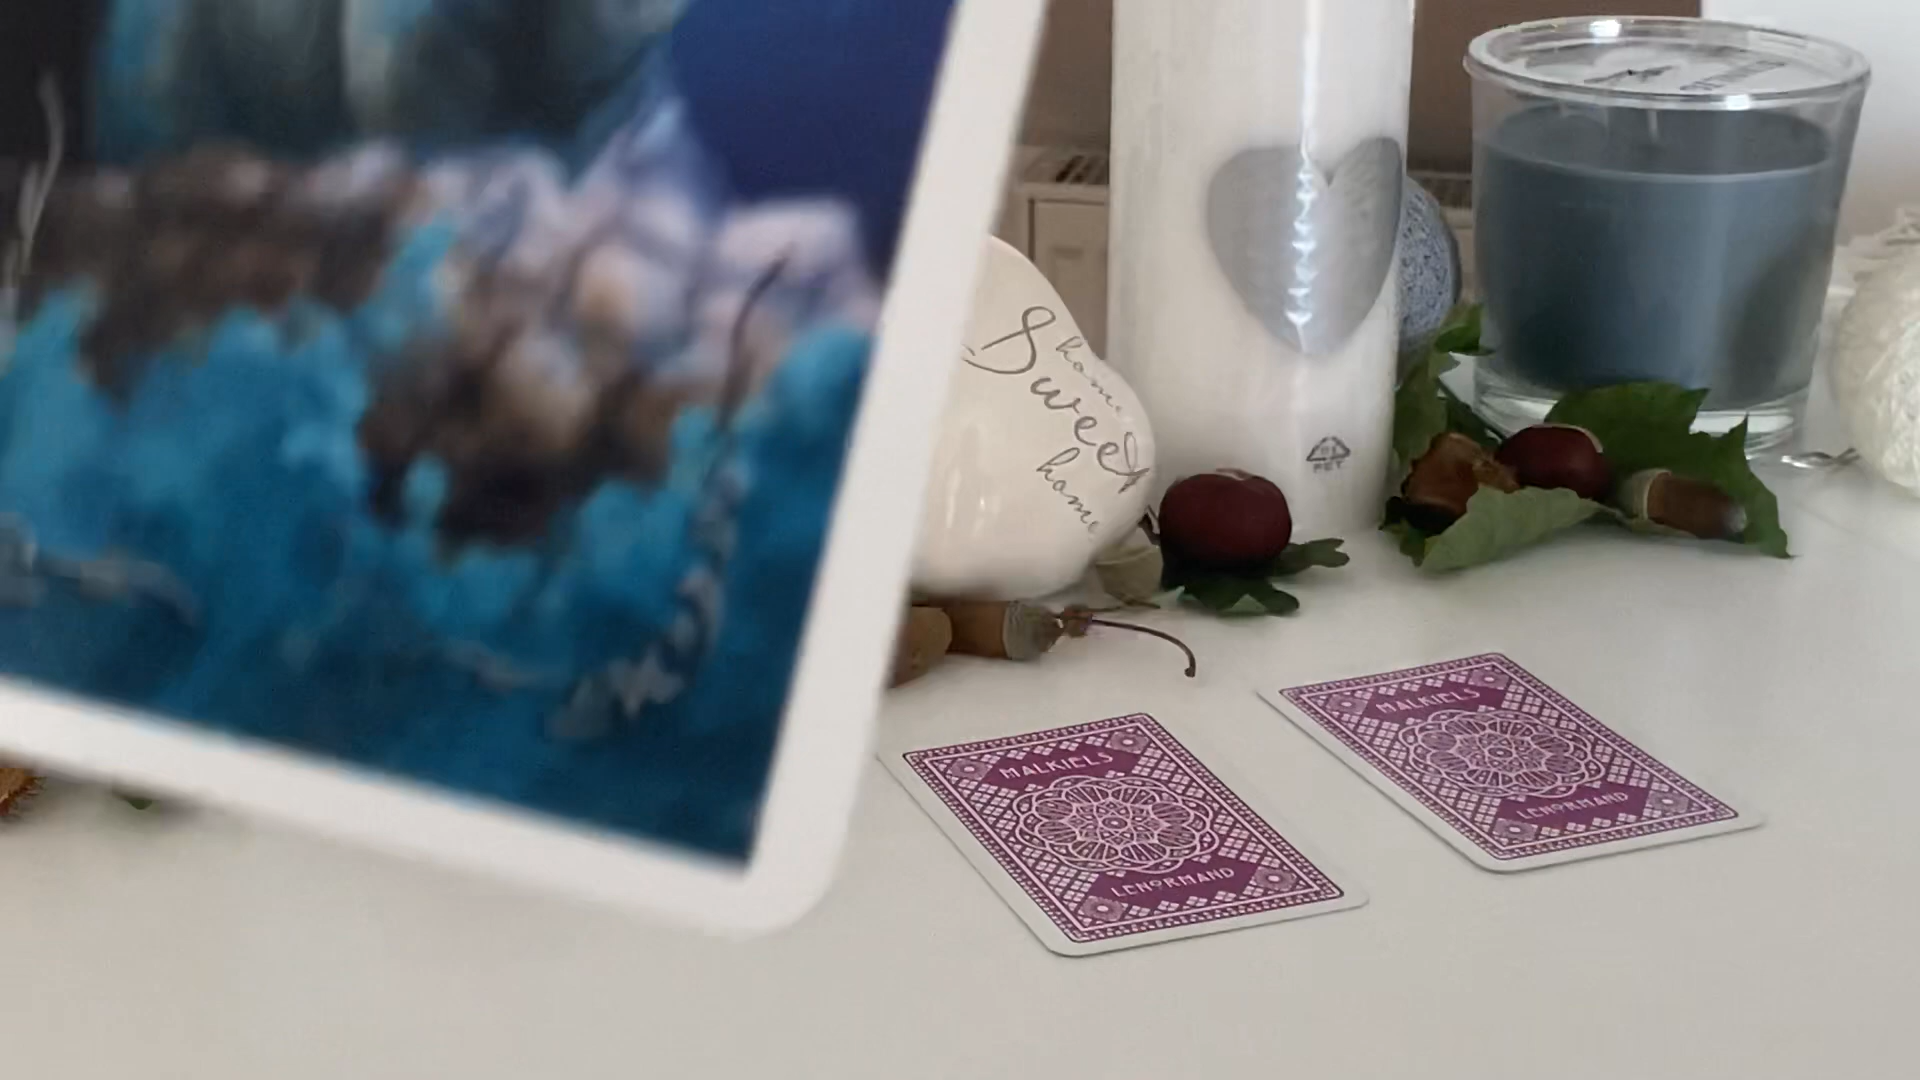 home
Sweet
home
PET
MALKIELS
LENORMAND
MALKIELS
LENORMAND